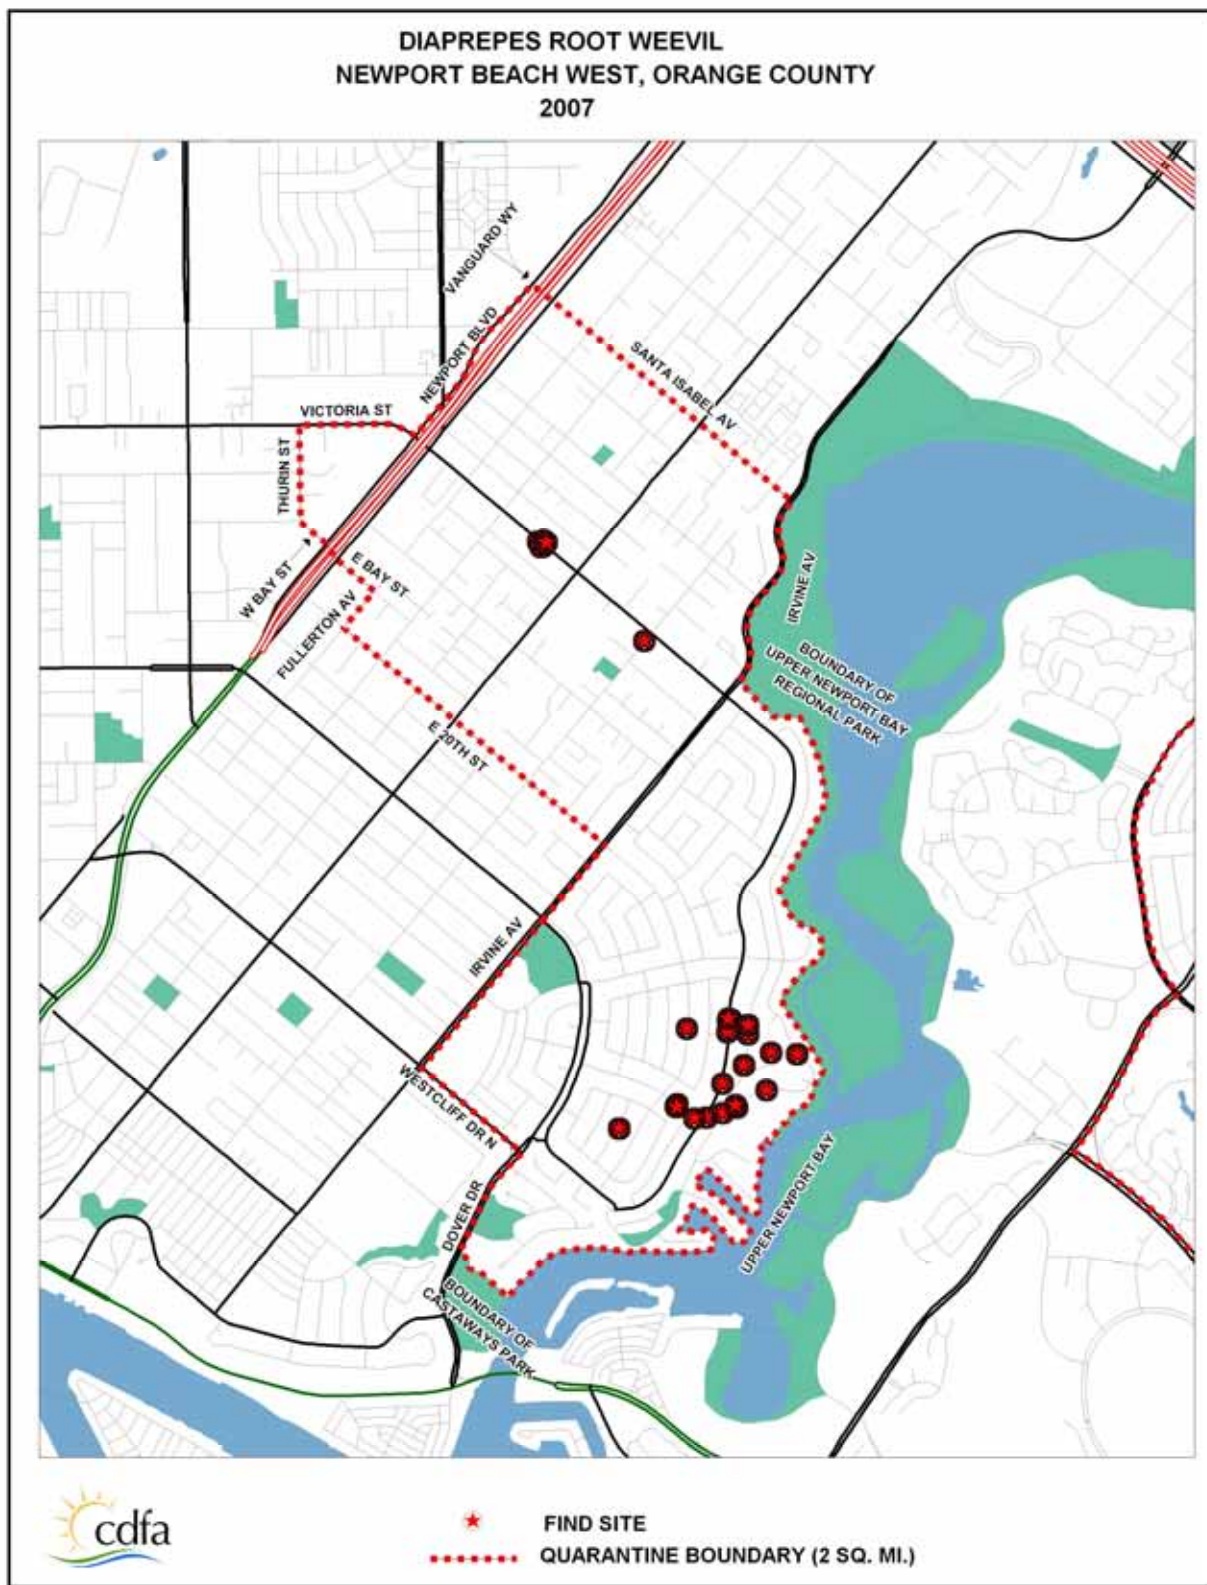 DIAPREPES ROOT WEEVIL
NEWPORT BEACH WEST, ORANGE COUNTY
2007
VANGUARD WY
NEWPORT BLVD
SANTA ISABEL AV
VICTORIA ST
THURIN ST
W BAY ST
E BAY ST
FULLERTON AV
IRVINE AV
BOUNDARY OF
UPPER NEWPORT BAY
REGIONAL PARK
E 20TH ST
IRVINE AV
WESTCLIFF DR N
DOVER DR
UPPER NEWPORT BAY
BOUNDARY OF
CASTAWAYS PARK
cdfa
FIND SITE
QUARANTINE BOUNDARY (2 SQ. MI.)